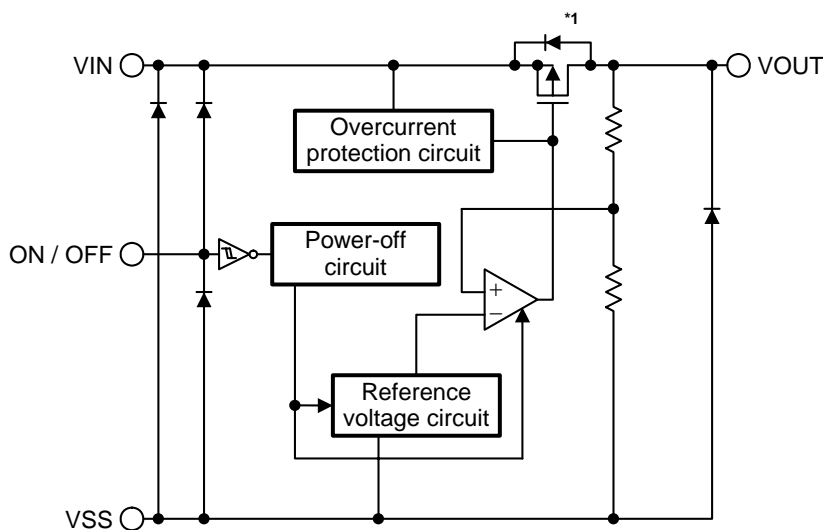 *1
VIN
VOUT
Overcurrent
protection circuit
ON / OFF
Power-off
circuit
+
−
Reference
voltage circuit
VSS